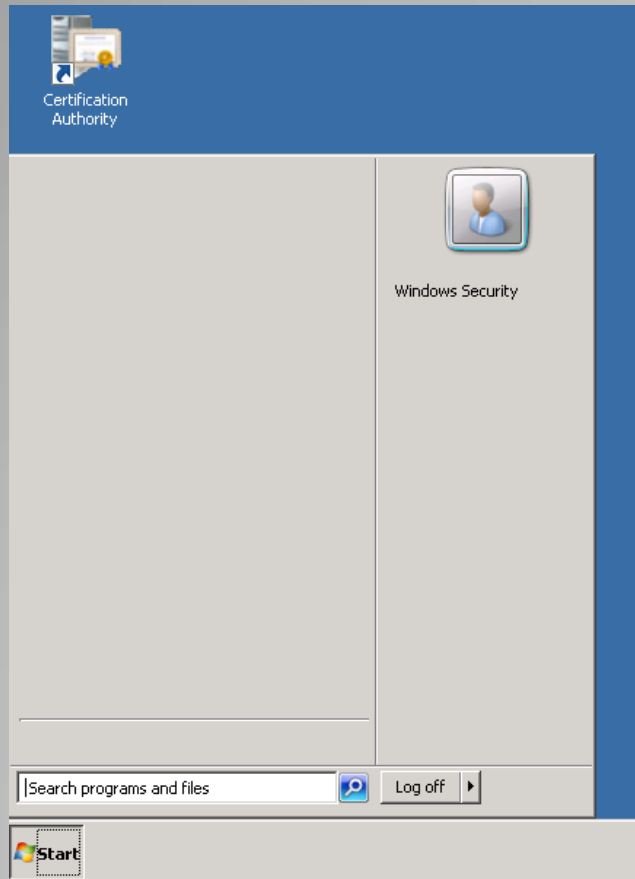 Certification
Authority
Windows Security
Search programs and files
Log off
Start